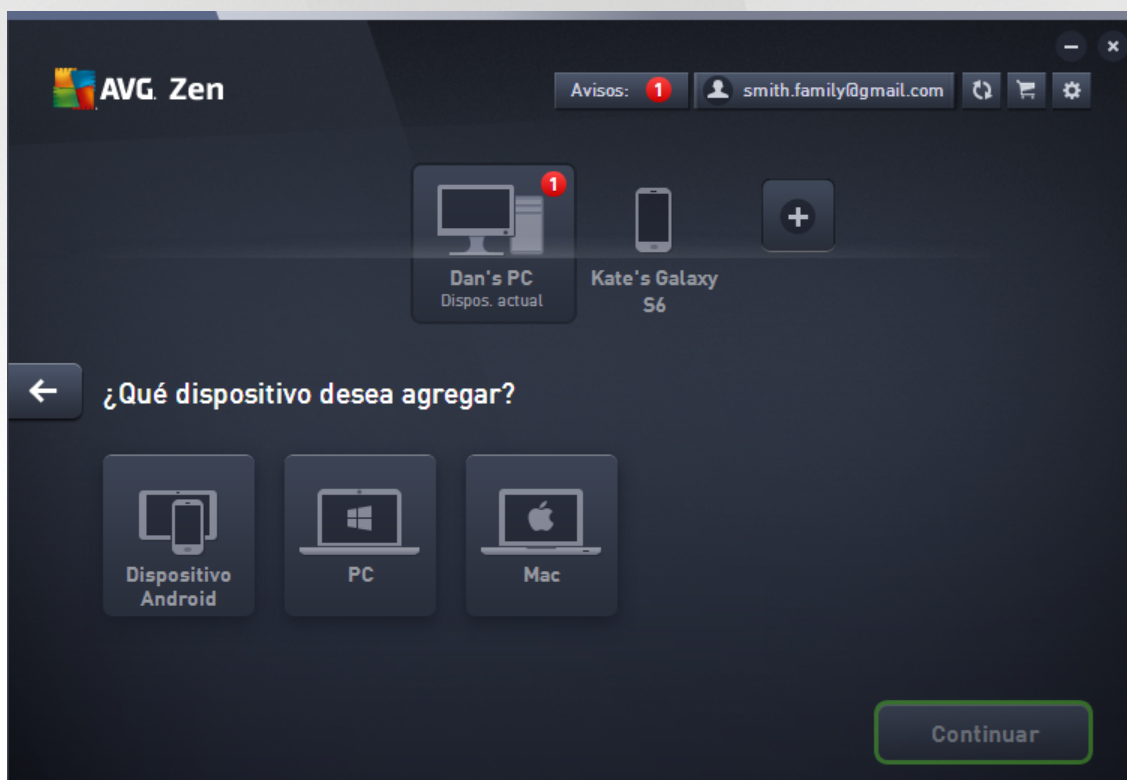 AVG. Zen
Avisos: 1
smith.family@gmail.com
1
Dan's PC
Dispos. actual
Kate's Galaxy
S6
¿Qué dispositivo desea agregar?
Dispositivo
Android
PC
Mac
Continuar